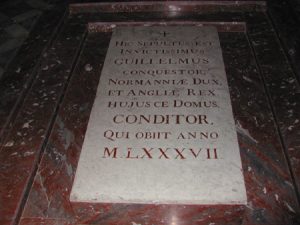 HIC SEPULTUS EST
INVICTISSIMUS
GUILLELMUS
CONQUESTOR,
NORMANNIÆ DUX,
ET ANGLIÆ REX,
HUJUSCE DOMUS,
CONDITOR,
QUI OBIIT ANNO
M.LXXXVII